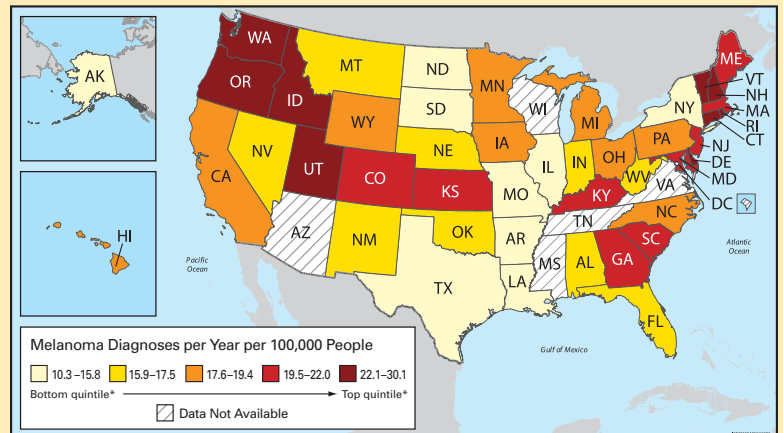 AK
HI
WA
OR
ID
MT
ND
SD
MN
WI
MI
WY
NE
IA
NV
UT
CO
KS
CA
AZ
NM
OK
TX
MO
AR
LA
IL
IN
OH
PA
NY
ME
VT
NH
MA
RI
CT
NJ
DE
MD
DC
WV
VA
KY
TN
NC
SC
GA
AL
MS
FL
Pacific
Ocean
Atlantic
Ocean
Gulf of Mexico
Melanoma Diagnoses per Year per 100,000 People
10.3–15.8 15.9–17.5 17.6–19.4 19.5–22.0 22.1–30.1
Bottom quintile* Top quintile*
Data Not Available